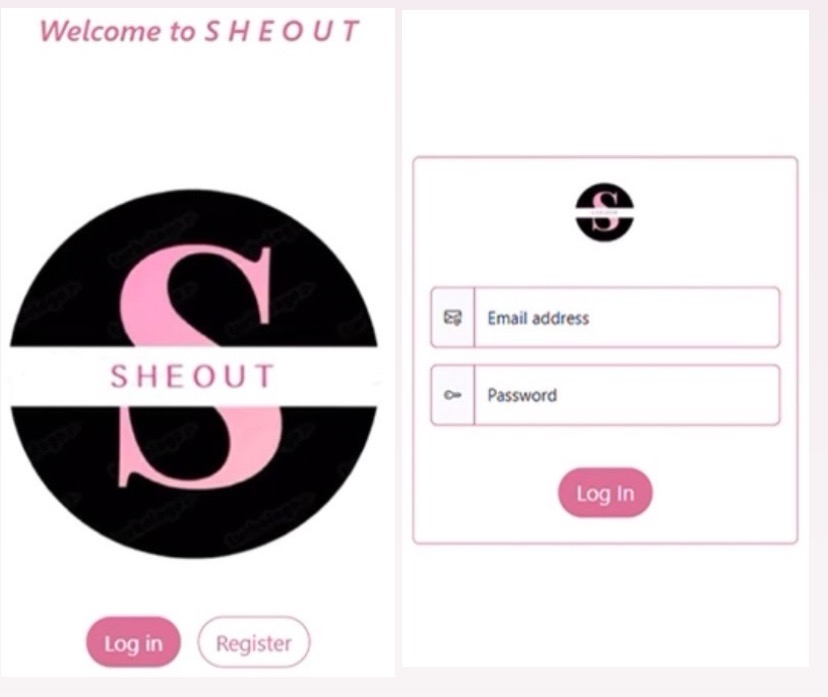 Welcome to S H E O U T
S
SHEOUT
Log in
Register
S
Email address
Password
Log In